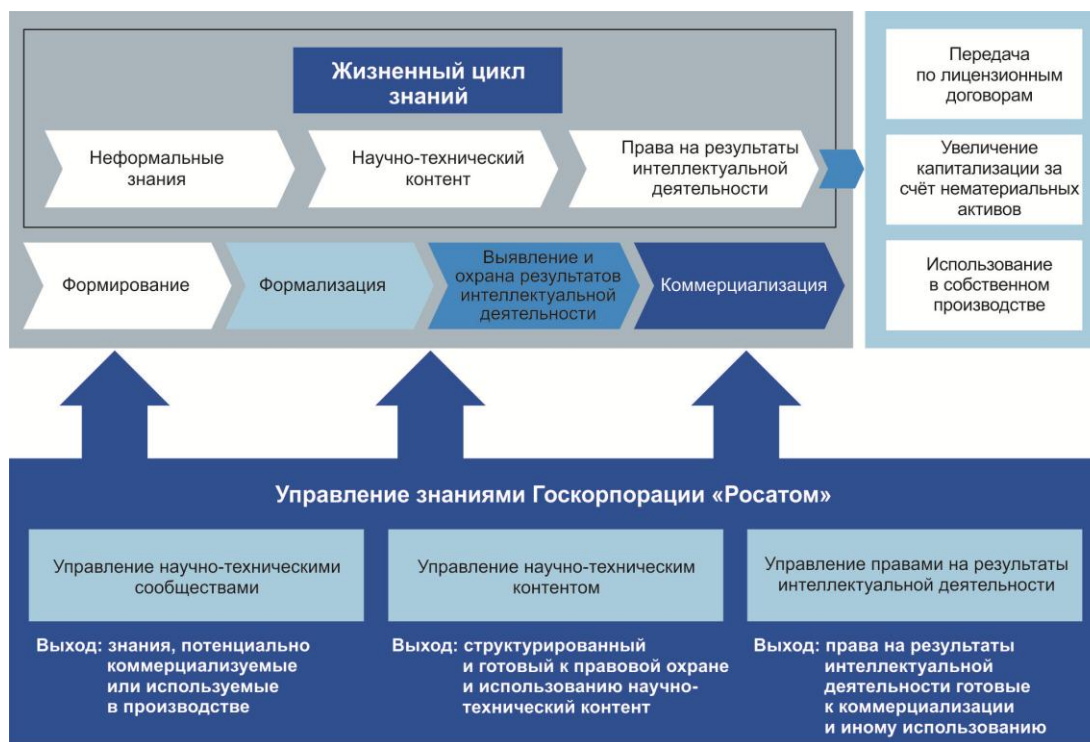 Жизненный цикл
знаний
Неформальные
знания
Научно-технический
контент
Права на результаты
интеллектуальной
деятельности
Формирование
Формализация
Выявление и
охрана результатов
интеллектуальной
деятельности
Коммерциализация
Передача
по лицензионным
договорам
Увеличение
капитализации за
счёт нематериальных
активов
Использование
в собственном
производстве
Управление знаниями Госкорпорации «Росатом»
Управление научно-техническими
сообществами
Выход: знания, потенциально
коммерциализуемые
или используемые
в производстве
Управление научно-техническим
контентом
Выход: структурированный
и готовый к правовой охране
и использованию научно-
технический контент
Управление правами на результаты
интеллектуальной деятельности
Выход: права на результаты
интеллектуальной
деятельности готовые
к коммерциализации
и иному использованию